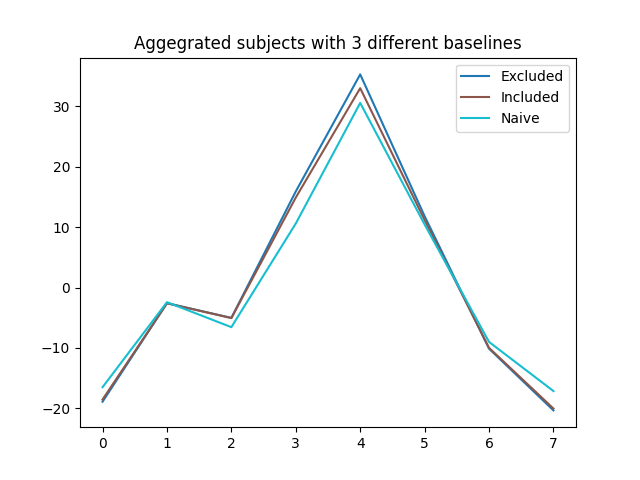 Aggegrated subjects with 3 different baselines
Excluded
Included
Naive
30
20
10
0
−10
−20
0 1 2 3 4 5 6 7